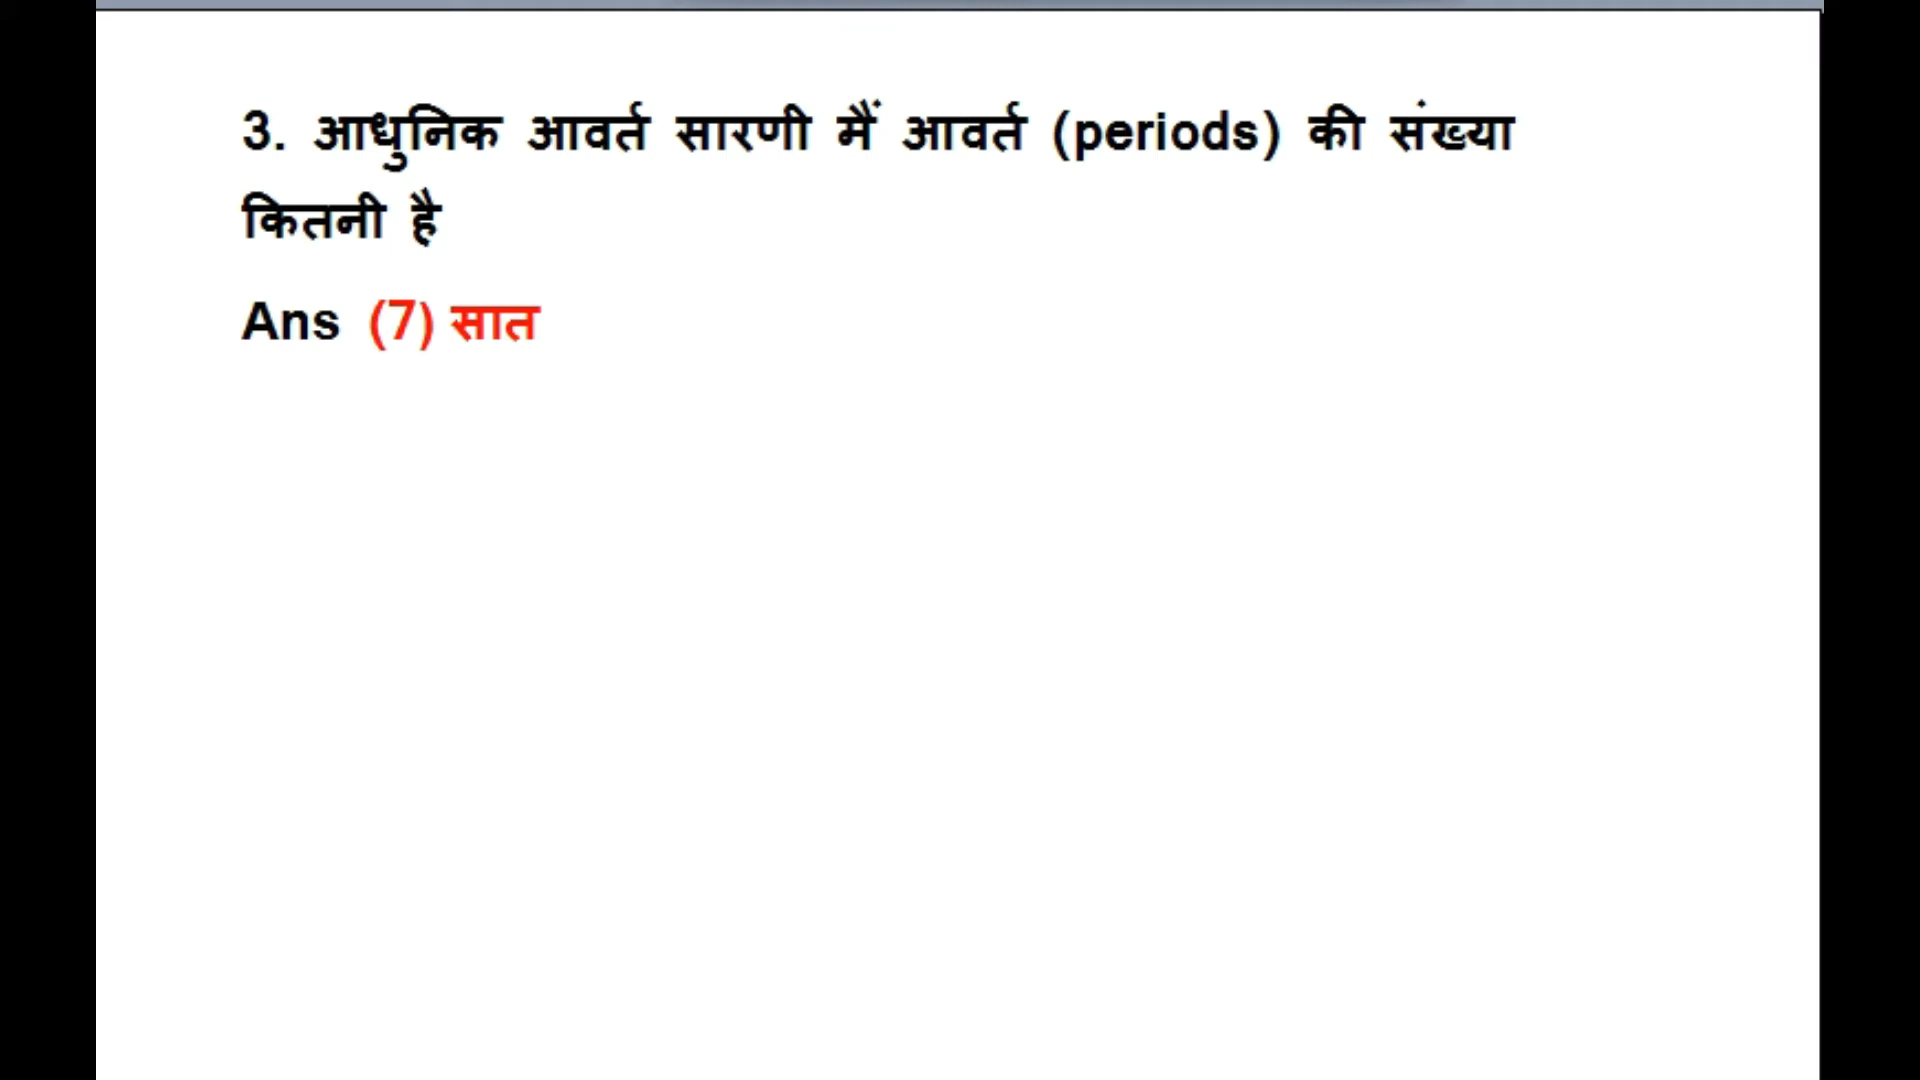 3. आधुनिक आवर्त सारणी मैं आवर्त (periods) की संख्या
कितनी है
Ans (7) सात